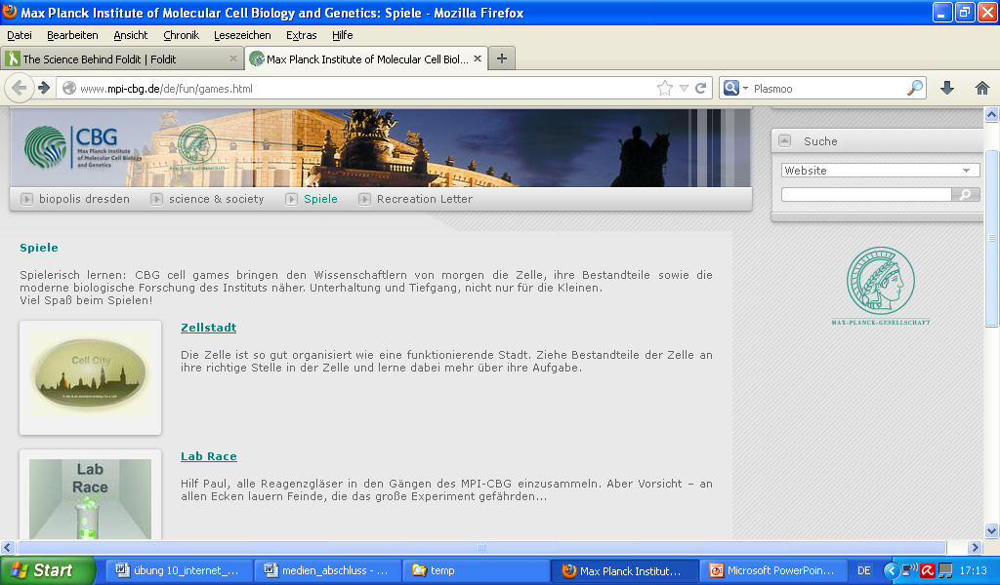 Max Planck Institute of Molecular Cell Biology and Genetics: Spiele - Mozilla Firefox
Datei Bearbeiten Ansicht Chronik Lesezeichen Extras Hilfe
The Science Behind Foldit | Foldit
Max Planck Institute of Molecular Cell Biol...
www.mpi-cbg.de/de/fun/games.html
Plasmoo
CBG
Max Planck Institute
of Molecular Cell Biology
and Genetics
Suche
Website
biopolis dresden science & society Spiele Recreation Letter
Spiele
Spielerisch lernen: CBG cell games bringen den Wissenschaftlern von morgen die Zelle, ihre Bestandteile sowie die
moderne biologische Forschung des Instituts näher. Unterhaltung und Tiefgang, nicht nur für die Kleinen.
Viel Spaß beim Spielen!
MAX-PLANCK-GESELLSCHAFT
Zellstadt
Cell City
Die Zelle ist so gut organisiert wie eine funktionierende Stadt. Ziehe Bestandteile der Zelle an
ihre richtige Stelle in der Zelle und lerne dabei mehr über ihre Aufgabe.
Lab Race
Lab
Race
Hilf Paul, alle Reagenzgläser in den Gängen des MPI-CBG einzusammeln. Aber Vorsicht – an
allen Ecken lauern Feinde, die das große Experiment gefährden...
Start
übung 10_internet_...
medien_abschluss - ...
temp
Max Planck Institut...
Microsoft PowerPoin...
DE
17:13